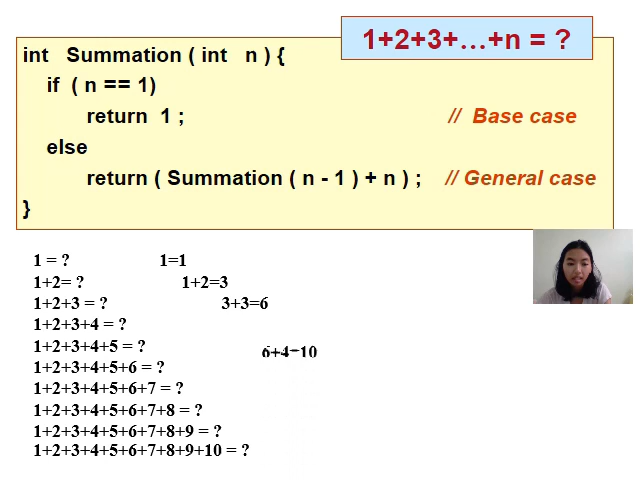 1+2+3+...+n = ?
int Summation ( int n ) {
if ( n == 1)
return 1 ; // Base case
else
return ( Summation ( n - 1 ) + n ) ; // General case
}
1 = ? 1=1
1+2= ? 1+2=3
1+2+3 = ? 3+3=6
1+2+3+4 = ?
1+2+3+4+5 = ? 6+4=10
1+2+3+4+5+6 = ?
1+2+3+4+5+6+7 = ?
1+2+3+4+5+6+7+8 = ?
1+2+3+4+5+6+7+8+9 = ?
1+2+3+4+5+6+7+8+9+10 = ?